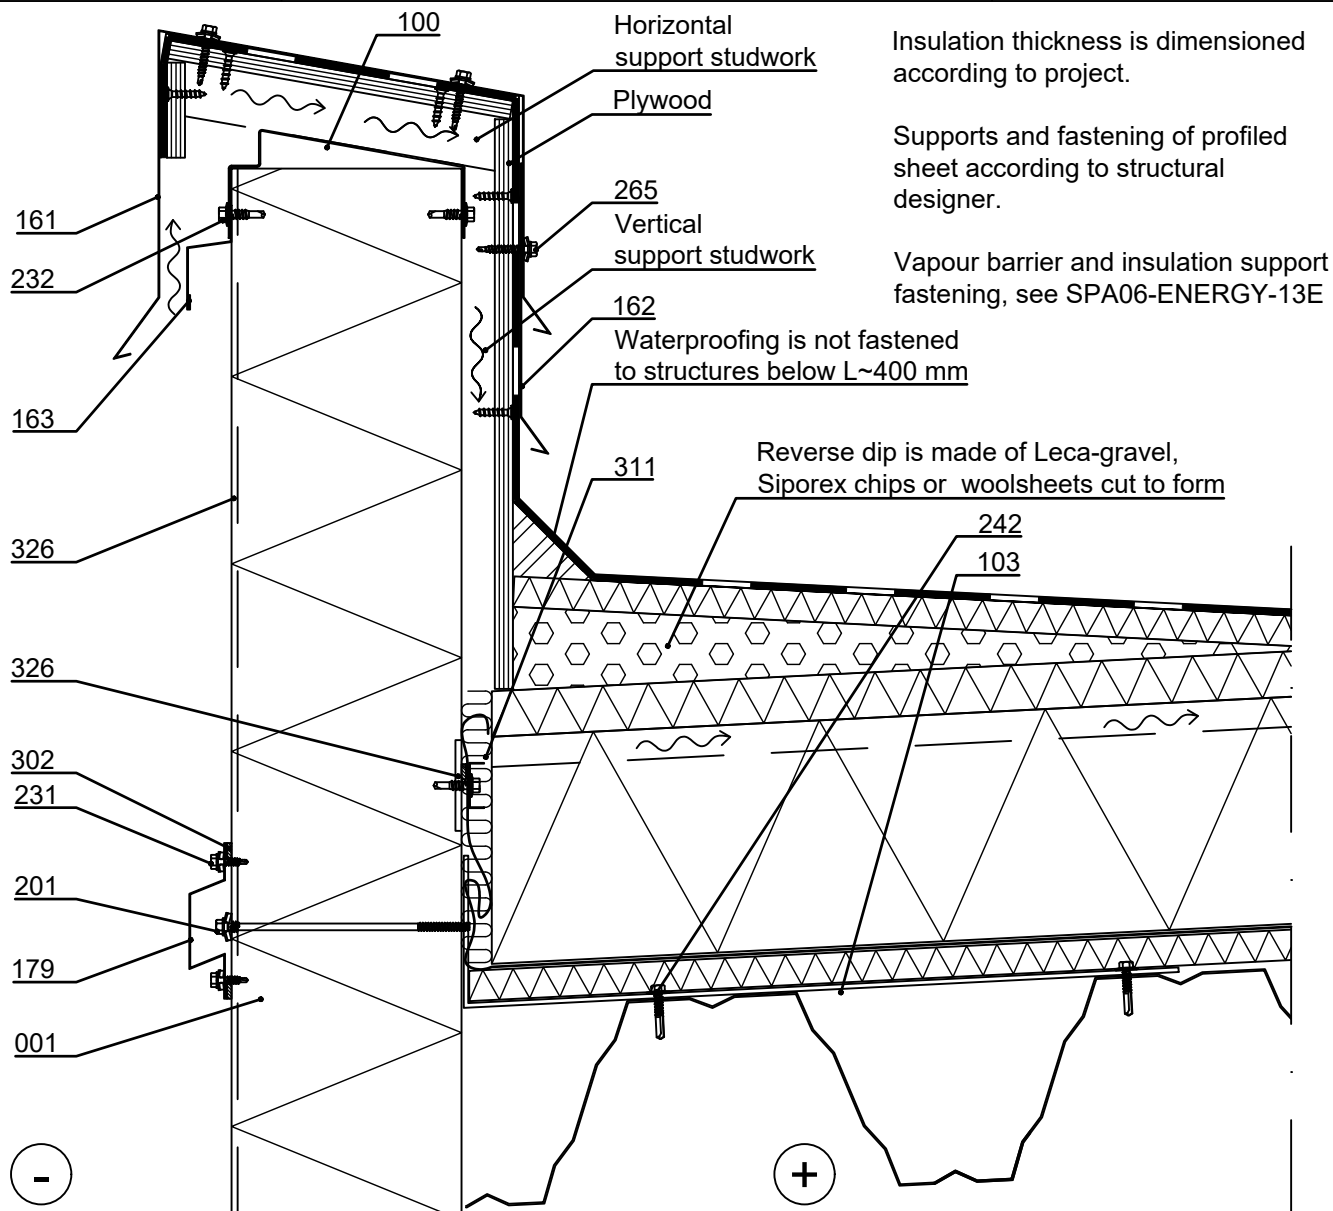 100
Horizontal
support studwork
Plywood
Insulation thickness is dimensioned
according to project.
Supports and fastening of profiled
sheet according to structural
designer.
Vapour barrier and insulation support
fastening, see SPA06-ENERGY-13E
161
232
163
265
Vertical
support studwork
162
Waterproofing is not fastened
to structures below L~400 mm
311
Reverse dip is made of Leca-gravel,
Siporex chips or woolsheets cut to form
242
103
326
326
302
231
201
179
001
-
+